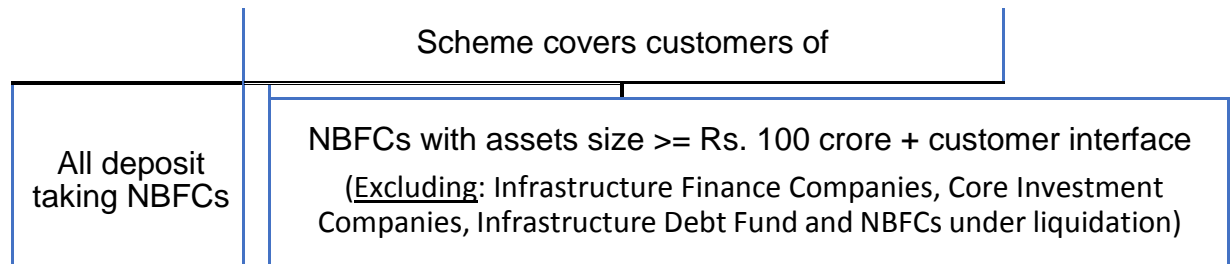 Scheme covers customers of
All deposit
taking NBFCs
NBFCs with assets size >= Rs. 100 crore + customer interface
(Excluding: Infrastructure Finance Companies, Core Investment
Companies, Infrastructure Debt Fund and NBFCs under liquidation)